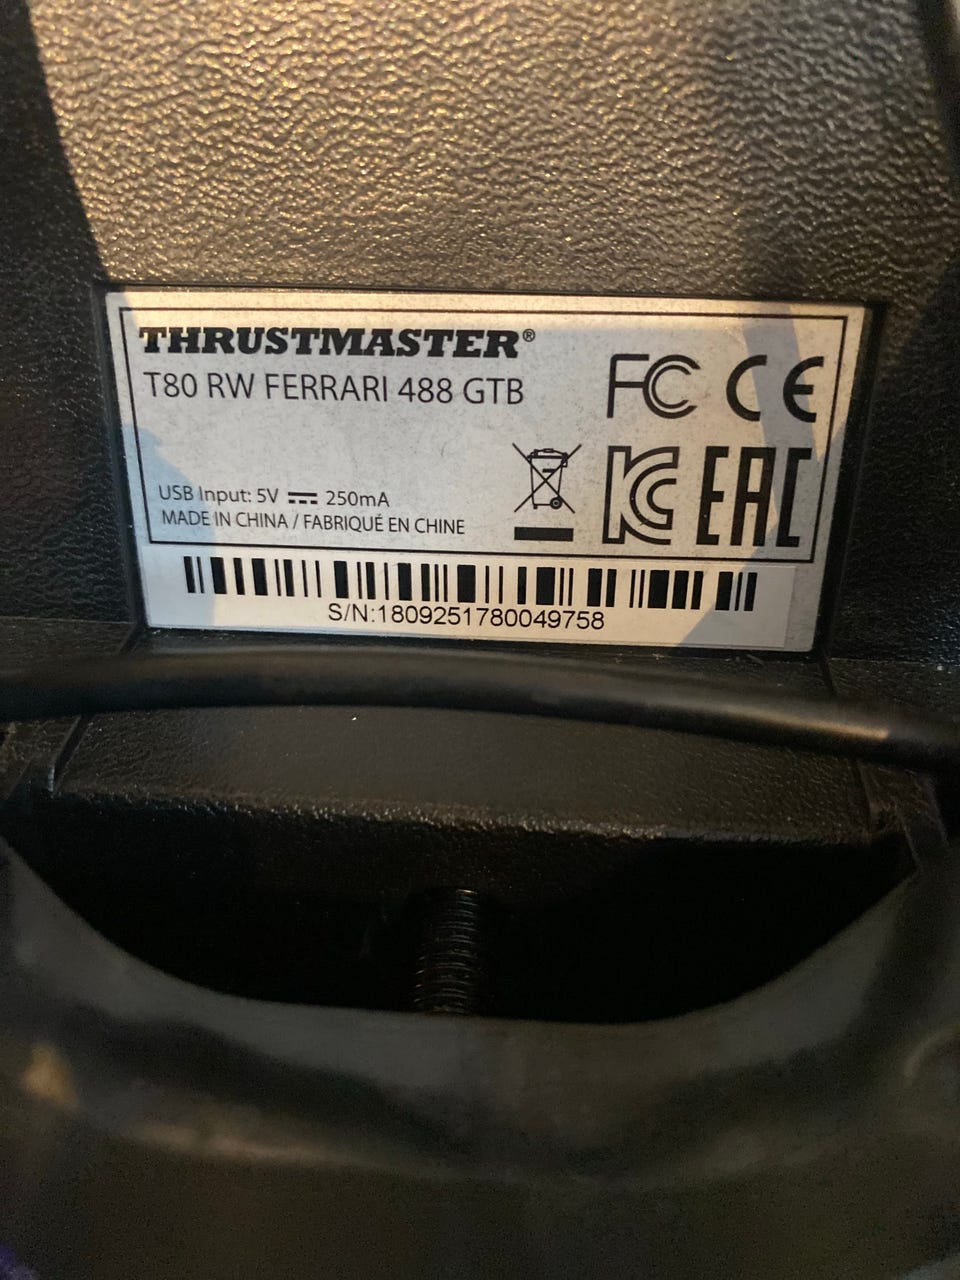 THRUSTMASTER®
T80 RW FERRARI 488 GTB
FC CE
USB Input: 5V ⎓ 250mA
MADE IN CHINA / FABRIQUÉ EN CHINE
KC EAC
S/N:1809251780049758